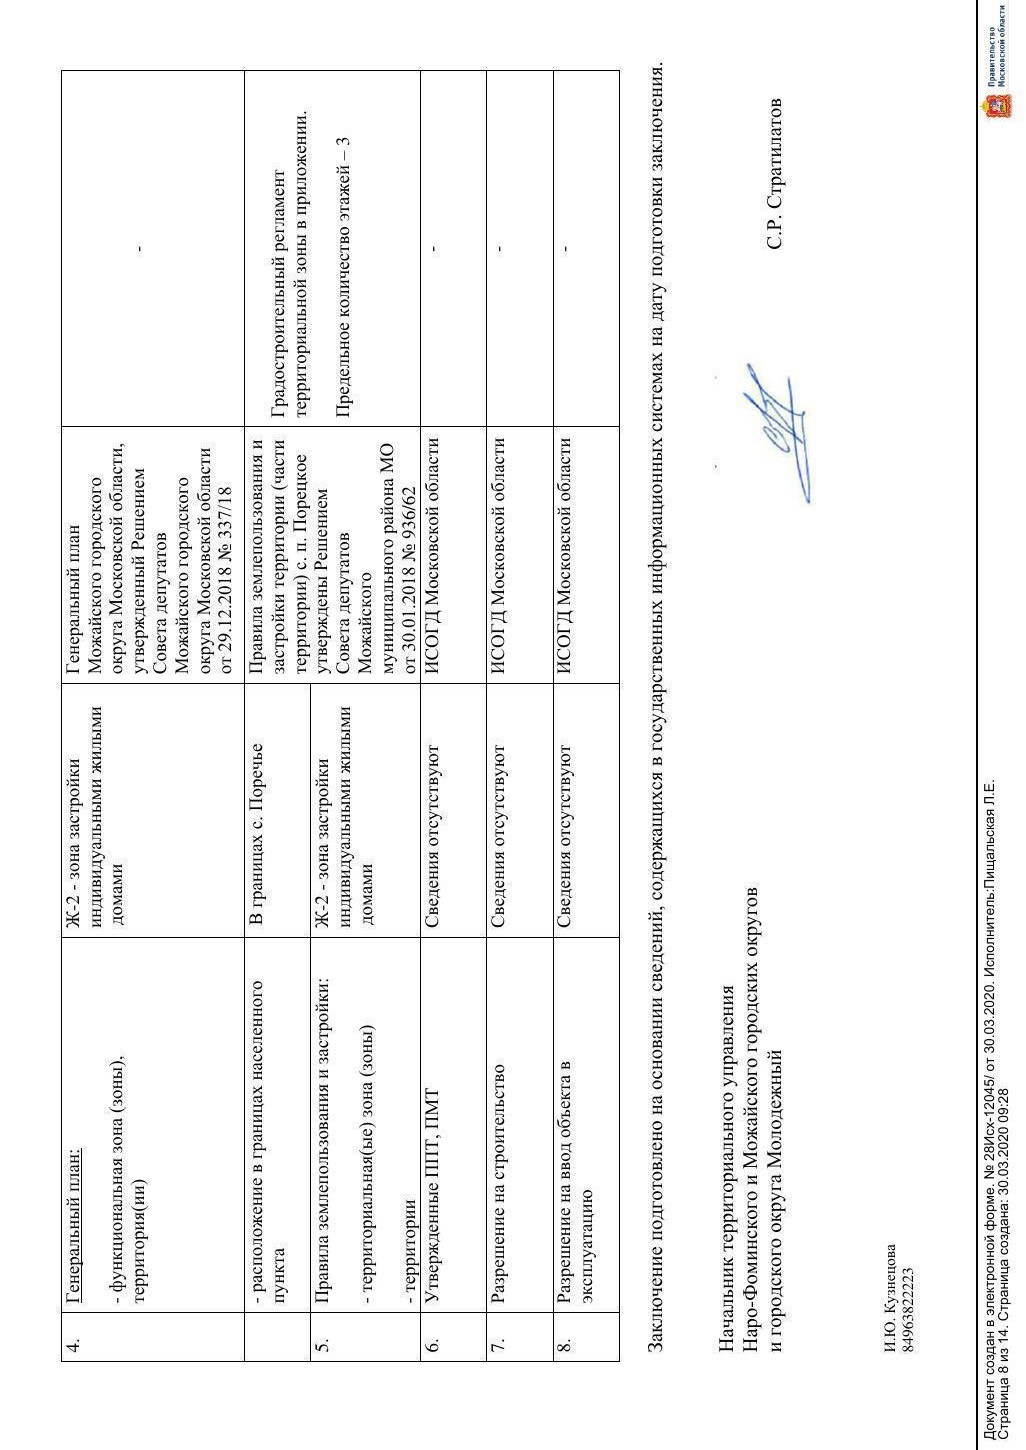 4.
Генеральный план:
- функциональная зона (зоны),
территория(ии)
Ж-2 - зона застройки
индивидуальными жилыми
домами
Генеральный план
Можайского городского
округа Московской области,
утвержденный Решением
Совета депутатов
Можайского городского
округа Московской области
от 29.12.2018 № 337/18
-
- расположение в границах населенного
пункта
В границах с. Поречье
Правила землепользования и
застройки территории (части
территории) с. п. Порецкое
утверждены Решением
Совета депутатов
Можайского
муниципального района МО
от 30.01.2018 № 936/62
Градостроительный регламент
территориальной зоны в приложении.
Предельное количество этажей – 3
5.
Правила землепользования и застройки:
- территориальная(ые) зона (зоны)
- территории
Ж-2 - зона застройки
индивидуальными жилыми
домами
6.
Утвержденные ППТ, ПМТ
Сведения отсутствуют
ИСОГД Московской области
-
7.
Разрешение на строительство
Сведения отсутствуют
ИСОГД Московской области
-
8.
Разрешение на ввод объекта в
эксплуатацию
Сведения отсутствуют
ИСОГД Московской области
-
Заключение подготовлено на основании сведений, содержащихся в государственных информационных системах на дату подготовки заключения.
Начальник территориального управления
Наро-Фоминского и Можайского городских округов
и городского округа Молодежный
С.Р. Стратилатов
И.Ю. Кузнецова
84963822223
Документ создан в электронной форме. № 28Исх-12045/ от 30.03.2020. Исполнитель:Пищальская Л.Е.
Страница 8 из 14. Страница создана: 30.03.2020 09:28
Правительство
Московской области